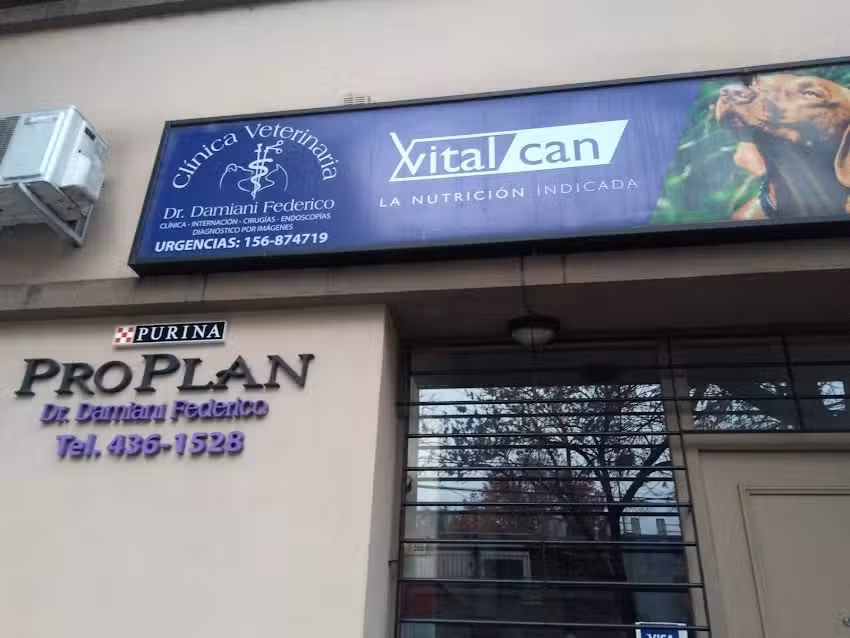 Clínica Veterinaria
Dr. Damiani Federico
CLÍNICA - INTERNACIÓN - CIRUGÍAS - ENDOSCOPÍAS
DIAGNÓSTICO POR IMÁGENES
URGENCIAS: 156-874719
Vital can
LA NUTRICIÓN INDICADA
PURINA
PROPLAN
Dr. Damiani Federico
Tel. 436-1528
VISA